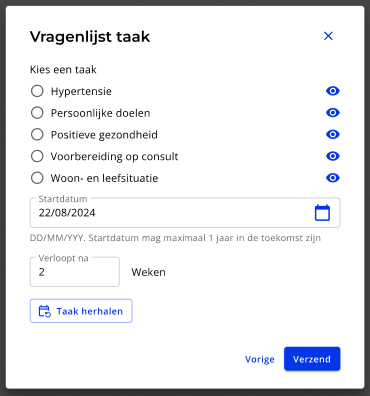 Vragenlijst taak
Kies een taak
Hypertensie
Persoonlijke doelen
Positieve gezondheid
Voorbereiding op consult
Woon- en leefsituatie
Startdatum
22/08/2024
DD/MM/YYY. Startdatum mag maximaal 1 jaar in de toekomst zijn
Verloopt na
2 Weken
Taak herhalen
Vorige Verzend